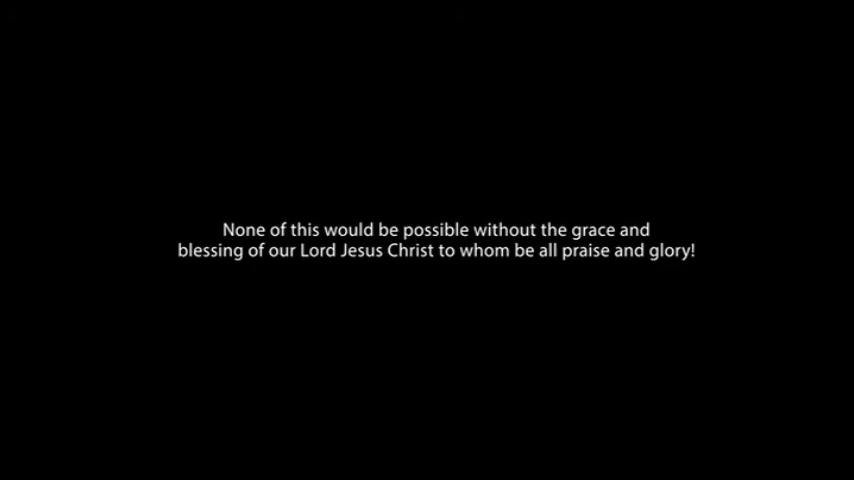 None of this would be possible without the grace and
blessing of our Lord Jesus Christ to whom be all praise and glory!